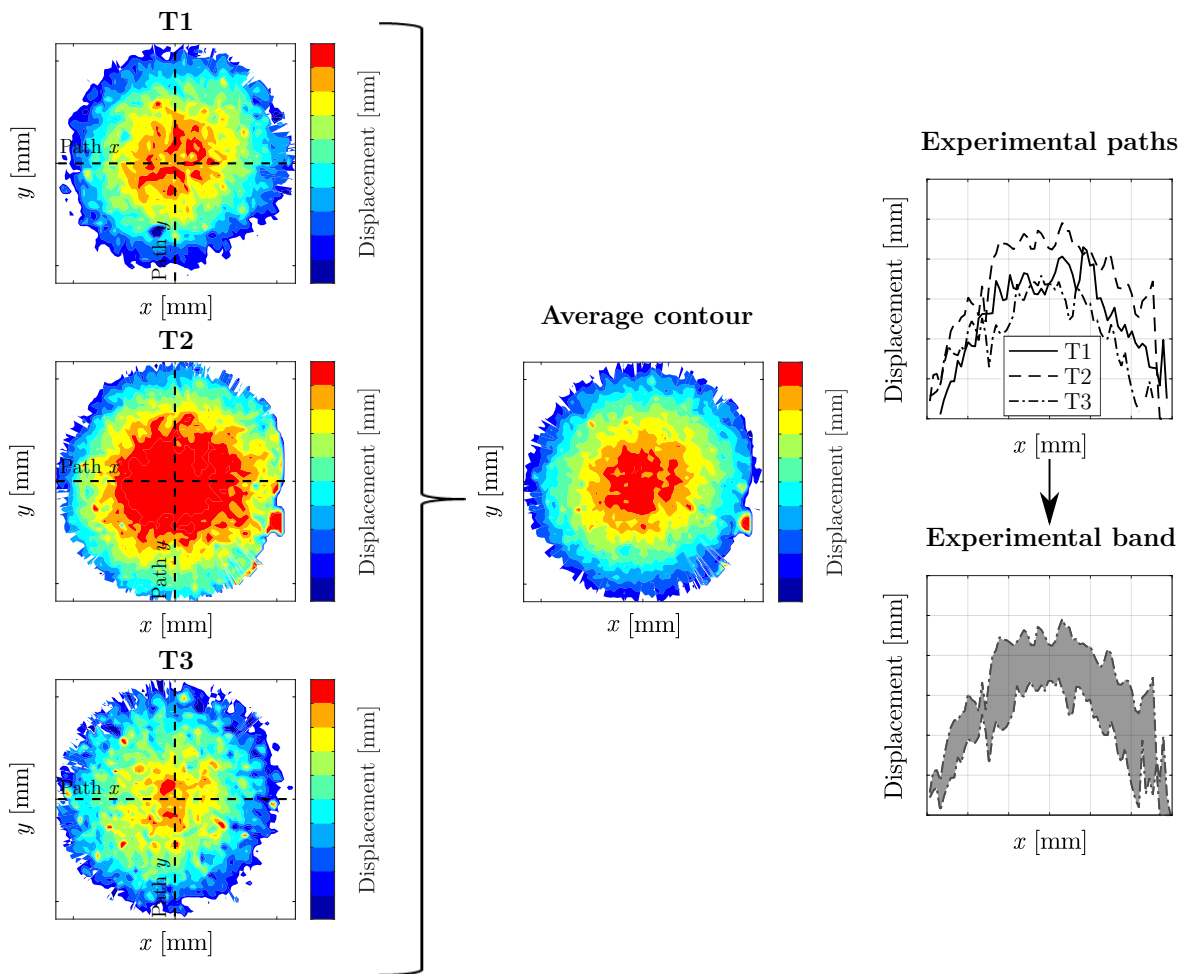 T1
y [mm]
Path x
Path y
x [mm]
Displacement [mm]
T2
y [mm]
Path x
Path y
x [mm]
Displacement [mm]
T3
y [mm]
Path x
Path y
x [mm]
Displacement [mm]
Average contour
y [mm]
x [mm]
Displacement [mm]
Experimental paths
Displacement [mm]
T1
T2
T3
x [mm]
Experimental band
Displacement [mm]
x [mm]